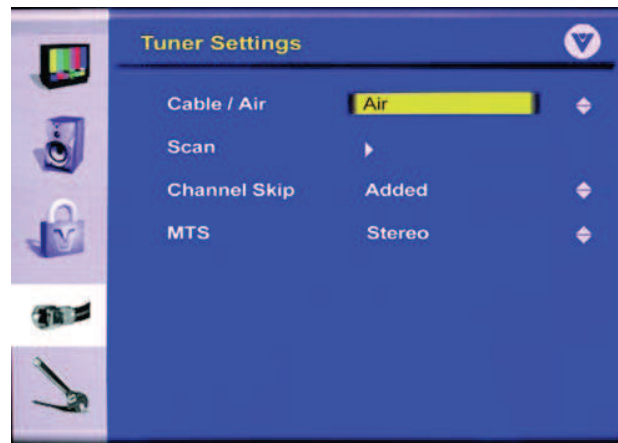 Tuner Settings
V
Cable / Air Air
Scan
Channel Skip Added
MTS Stereo